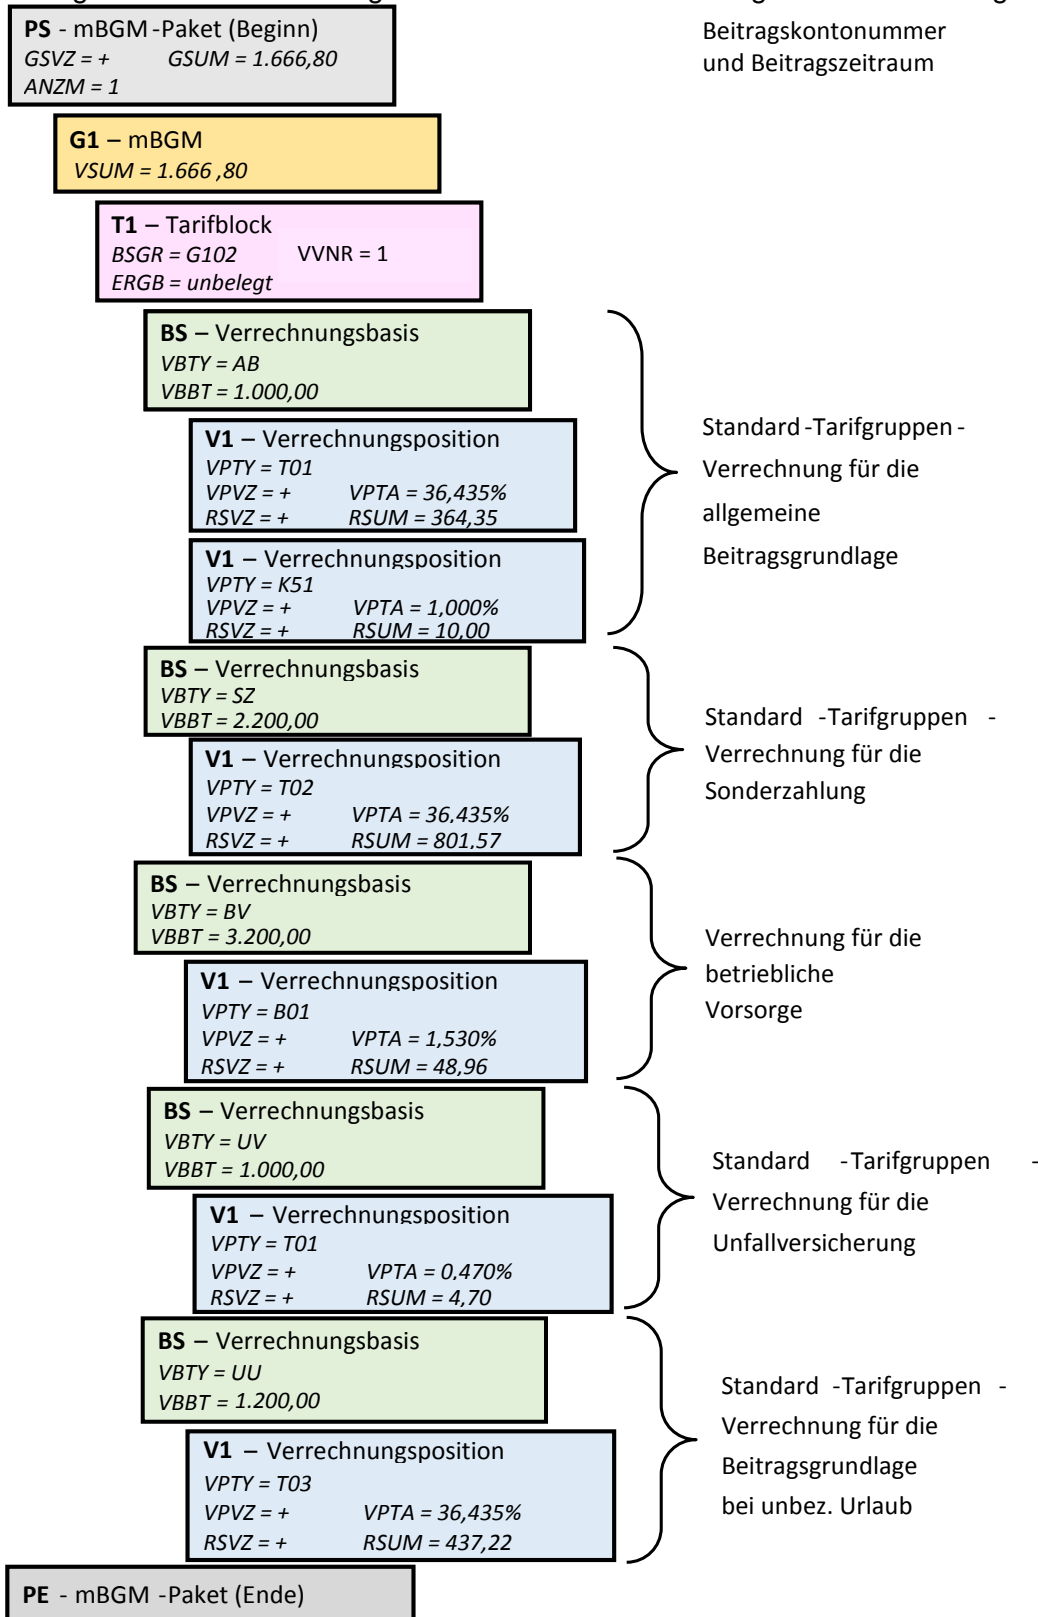 PS - mBGM -Paket (Beginn)
GSVZ = + GSUM = 1.666,80
ANZM = 1
Beitragskontonummer
und Beitragszeitraum
G1 – mBGM
VSUM = 1.666 ,80
T1 – Tarifblock
BSGR = G102 VVNR = 1
ERGB = unbelegt
BS – Verrechnungsbasis
VBTY = AB
VBBT = 1.000,00
V1 – Verrechnungsposition
VPTY = T01
VPVZ = + VPTA = 36,435%
RSVZ = + RSUM = 364,35
V1 – Verrechnungsposition
VPTY = K51
VPVZ = + VPTA = 1,000%
RSVZ = + RSUM = 10,00
Standard -Tarifgruppen -
Verrechnung für die
allgemeine
Beitragsgrundlage
BS – Verrechnungsbasis
VBTY = SZ
VBBT = 2.200,00
V1 – Verrechnungsposition
VPTY = T02
VPVZ = + VPTA = 36,435%
RSVZ = + RSUM = 801,57
Standard -Tarifgruppen -
Verrechnung für die
Sonderzahlung
BS – Verrechnungsbasis
VBTY = BV
VBBT = 3.200,00
V1 – Verrechnungsposition
VPTY = B01
VPVZ = + VPTA = 1,530%
RSVZ = + RSUM = 48,96
Verrechnung für die
betriebliche
Vorsorge
BS – Verrechnungsbasis
VBTY = UV
VBBT = 1.000,00
V1 – Verrechnungsposition
VPTY = T01
VPVZ = + VPTA = 0,470%
RSVZ = + RSUM = 4,70
Standard -Tarifgruppen -
Verrechnung für die
Unfallversicherung
BS – Verrechnungsbasis
VBTY = UU
VBBT = 1.200,00
V1 – Verrechnungsposition
VPTY = T03
VPVZ = + VPTA = 36,435%
RSVZ = + RSUM = 437,22
Standard -Tarifgruppen -
Verrechnung für die
Beitragsgrundlage
bei unbez. Urlaub
PE - mBGM -Paket (Ende)